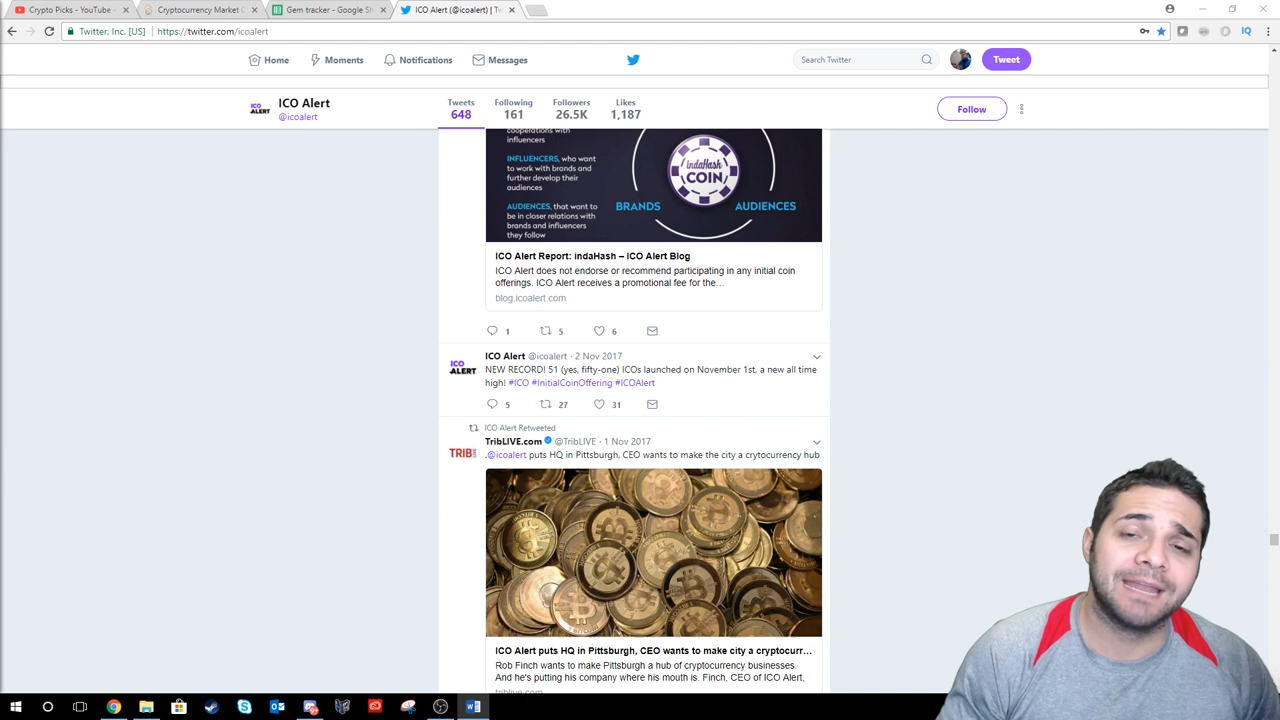 Crypto Picks - YouTube -
Cryptocurrency Market C
Gem tracker - Google She
ICO Alert (@icoalert) | Tw
Twitter, Inc. [US]
https://twitter.com/icoalert
Home
Moments
Notifications
Messages
Search Twitter
Tweet
ICO ALERT
ICO Alert
@icoalert
Tweets
648
Following
161
Followers
26.5K
Likes
1,187
Follow
cooperations with
influencers
INFLUENCERS, who want
to work with brands and
further develop their
audiences
AUDIENCES, that want to
be in closer relations with
brands and influencers
they follow
indaHash
COIN
BRANDS
AUDIENCES
ICO Alert Report: indaHash – ICO Alert Blog
ICO Alert does not endorse or recommend participating in any initial coin
offerings. ICO Alert receives a promotional fee for the…
blog.icoalert.com
1
5
6
ICO ALERT
ICO Alert @icoalert · 2 Nov 2017
NEW RECORD! 51 (yes, fifty-one) ICOs launched on November 1st, a new all time
high! #ICO #InitialCoinOffering #ICOAlert
5
27
31
ICO Alert Retweeted
TribLIVE.com @TribLIVE · 1 Nov 2017
.@icoalert puts HQ in Pittsburgh, CEO wants to make the city a crytocurrency hub
ICO Alert puts HQ in Pittsburgh, CEO wants to make city a cryptocurr…
Rob Finch wants to make Pittsburgh a hub of cryptocurrency businesses.
And he's putting his company where his mouth is. Finch, CEO of ICO Alert,
triblive.com